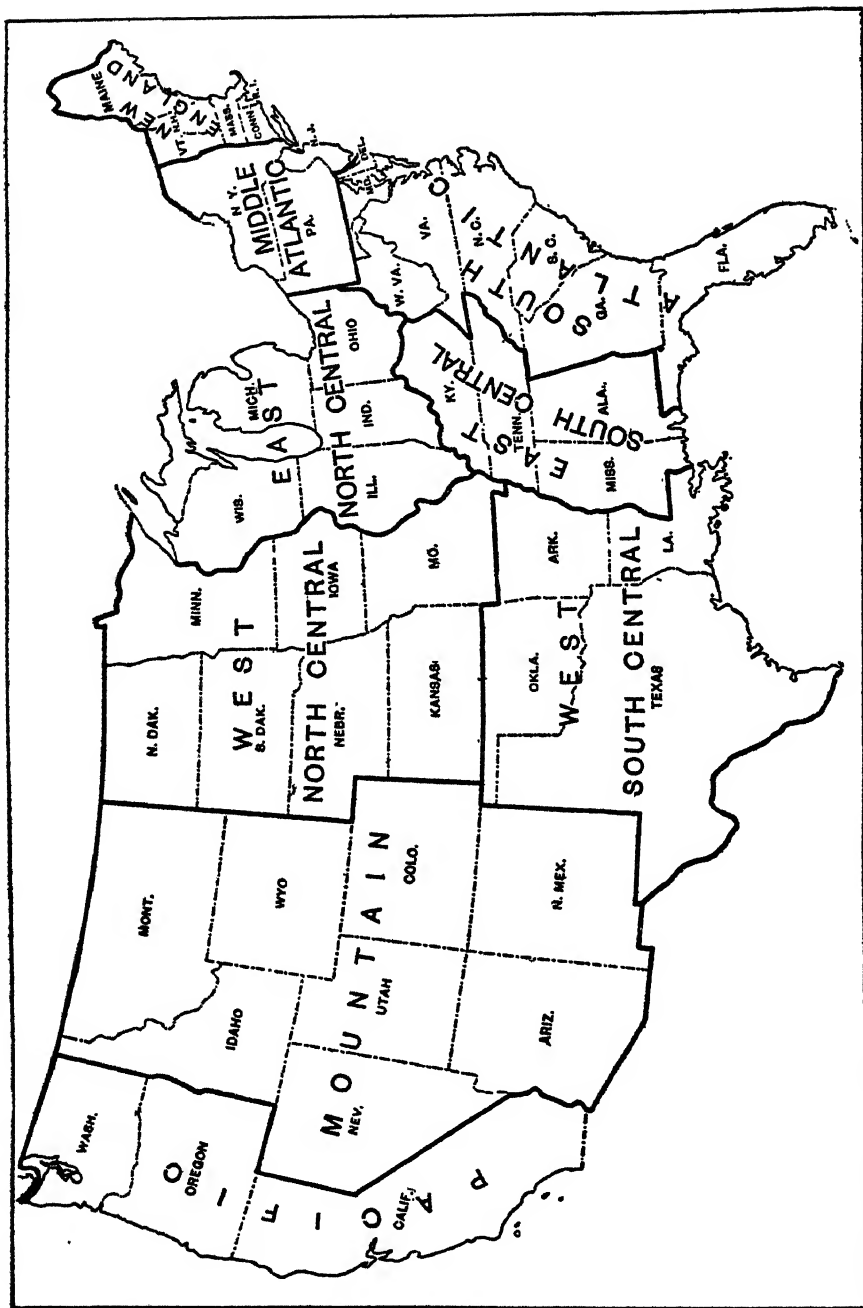 PACIFIC
WASH.
OREGON
CALIF.
MOUNTAIN
MONT.
IDAHO
WYO
NEV.
UTAH
COLO.
ARIZ.
N. MEX.
WEST
NORTH CENTRAL
N. DAK.
S. DAK.
NEBR.
KANSAS
MINN.
IOWA
MO.
WEST
SOUTH CENTRAL
OKLA.
TEXAS
ARK.
LA.
EAST
NORTH CENTRAL
WIS.
MICH.
ILL.
IND.
OHIO
EAST
SOUTH CENTRAL
KY.
TENN.
MISS.
ALA.
SOUTH
ATLANTIC
W. VA.
VA.
MD.
DEL.
N.C.
S.C.
GA.
FLA.
MIDDLE
ATLANTIC
N.Y.
PA.
N.J.
NEW
ENGLAND
MAINE
VT.
N.H.
MASS.
CONN.
R.I.